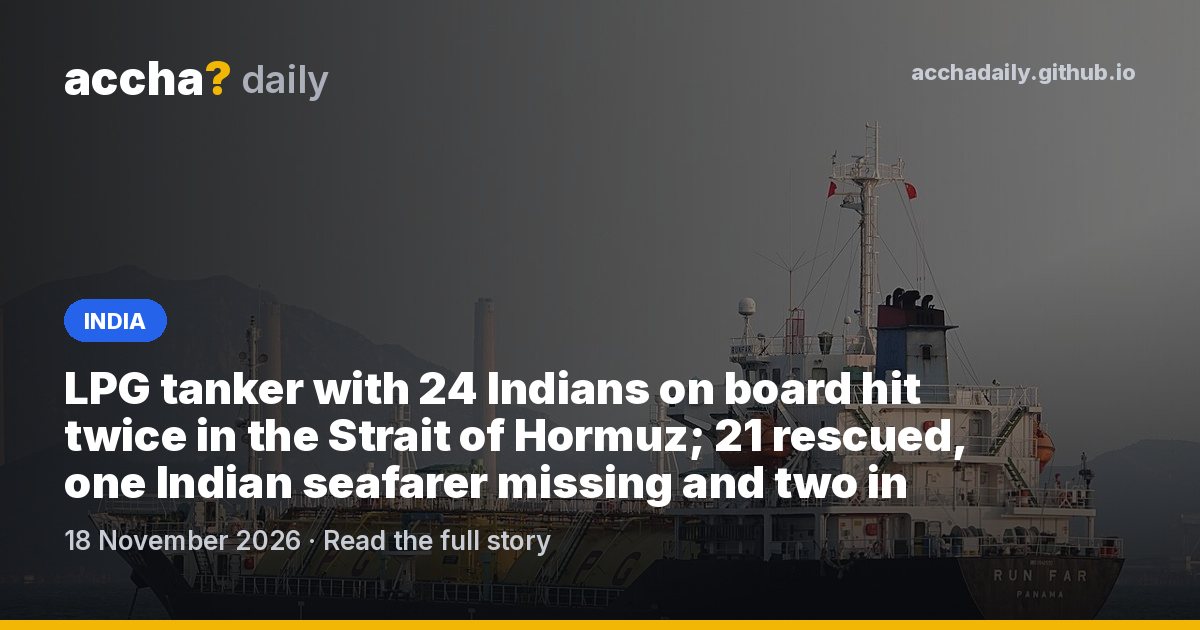 accha? daily
acchadaily.github.io
INDIA
LPG tanker with 24 Indians on board hit
twice in the Strait of Hormuz; 21 rescued,
one Indian seafarer missing and two in
18 November 2026 · Read the full story
LPG
RUN FAR
PANAMA